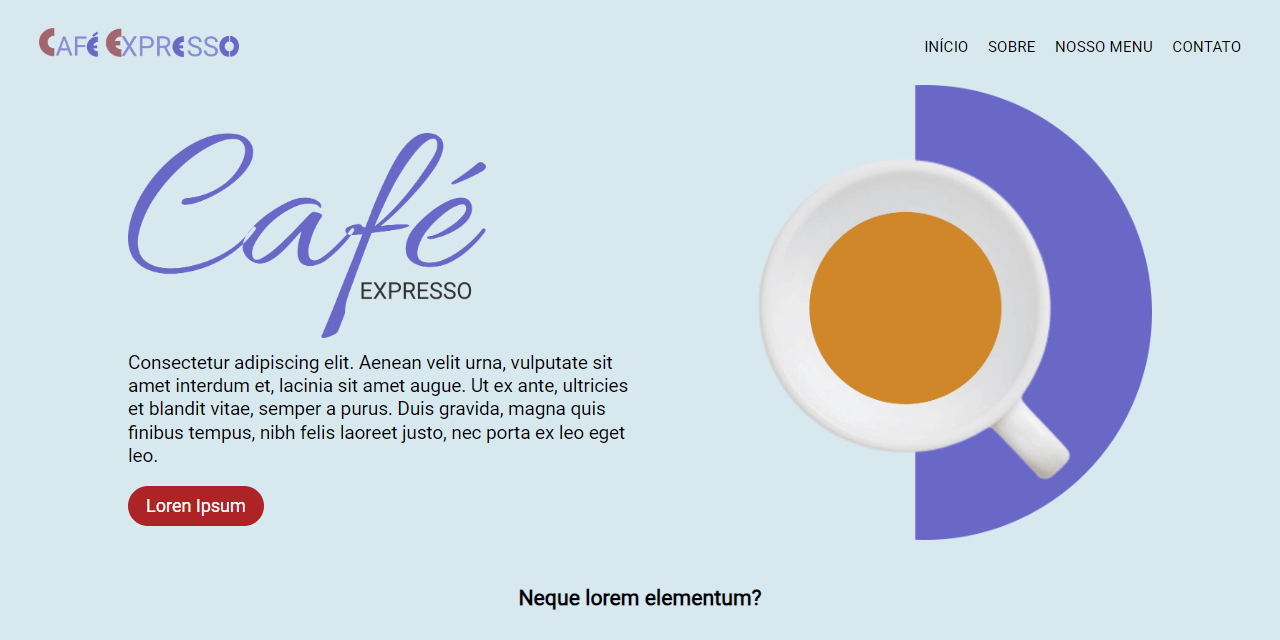 CAFÉ EXPRESSO
INÍCIO SOBRE NOSSO MENU CONTATO
Café
EXPRESSO
Consectetur adipiscing elit. Aenean velit urna, vulputate sit
amet interdum et, lacinia sit amet augue. Ut ex ante, ultricies
et blandit vitae, semper a purus. Duis gravida, magna quis
finibus tempus, nibh felis laoreet justo, nec porta ex leo eget
leo.
Loren Ipsum
Neque lorem elementum?